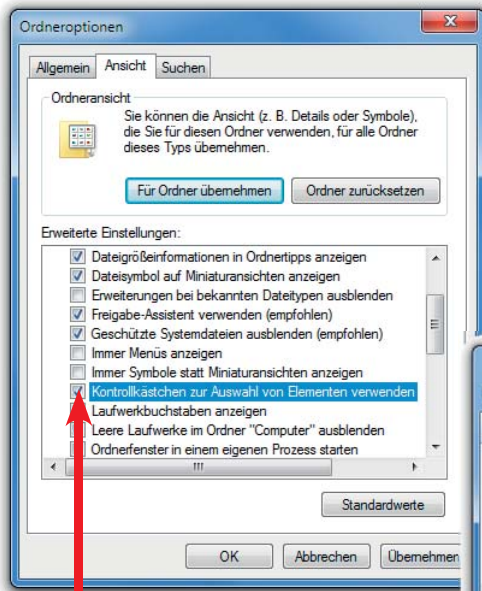 Ordneroptionen
Allgemein Ansicht Suchen
Ordneransicht
Sie können die Ansicht (z. B. Details oder Symbole),
die Sie für diesen Ordner verwenden, für alle Ordner
dieses Typs übernehmen.
Für Ordner übernehmen Ordner zurücksetzen
Erweiterte Einstellungen:
Dateigrößeinformationen in Ordnertipps anzeigen
Dateisymbol auf Miniaturansichten anzeigen
Erweiterungen bei bekannten Dateitypen ausblenden
Freigabe-Assistent verwenden (empfohlen)
Geschützte Systemdateien ausblenden (empfohlen)
Immer Menüs anzeigen
Immer Symbole statt Miniaturansichten anzeigen
Kontrollkästchen zur Auswahl von Elementen verwenden
Laufwerkbuchstaben anzeigen
Leere Laufwerke im Ordner "Computer" ausblenden
Ordnerfenster in einem eigenen Prozess starten
Standardwerte
OK Abbrechen Übernehmen